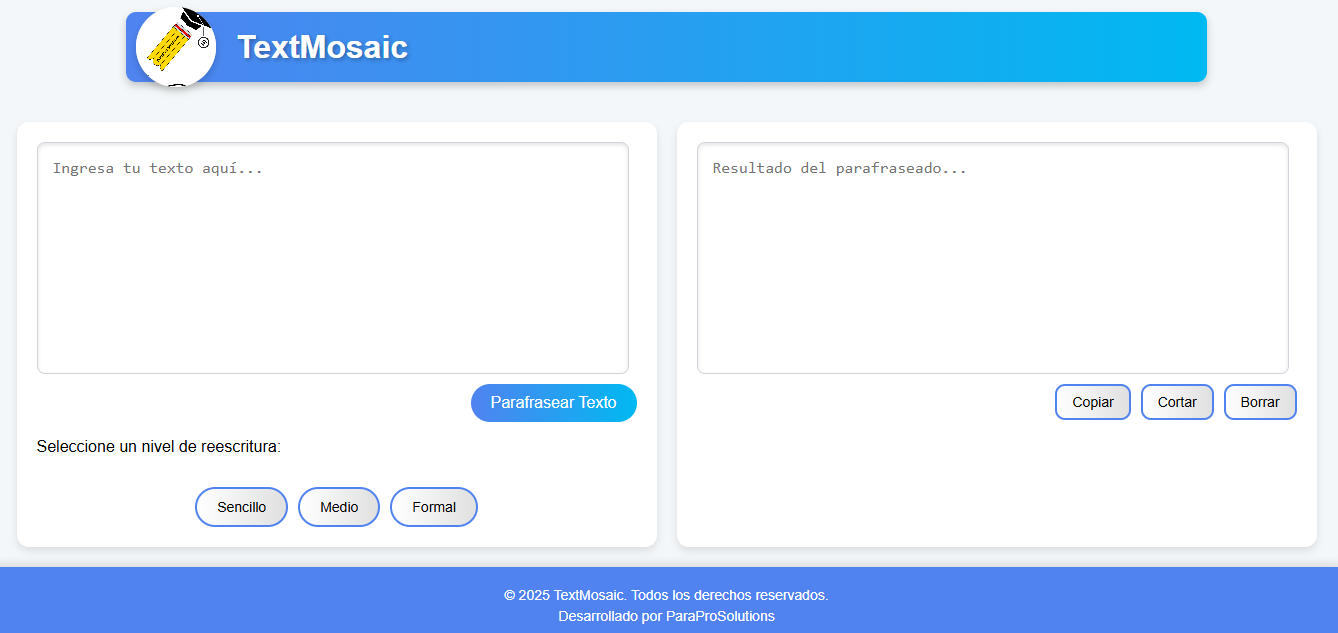 TextMosaic
Ingresa tu texto aquí...
Resultado del parafraseado...
Parafrasear Texto
Copiar
Cortar
Borrar
Seleccione un nivel de reescritura:
Sencillo
Medio
Formal
© 2025 TextMosaic. Todos los derechos reservados.
Desarrollado por ParaProSolutions